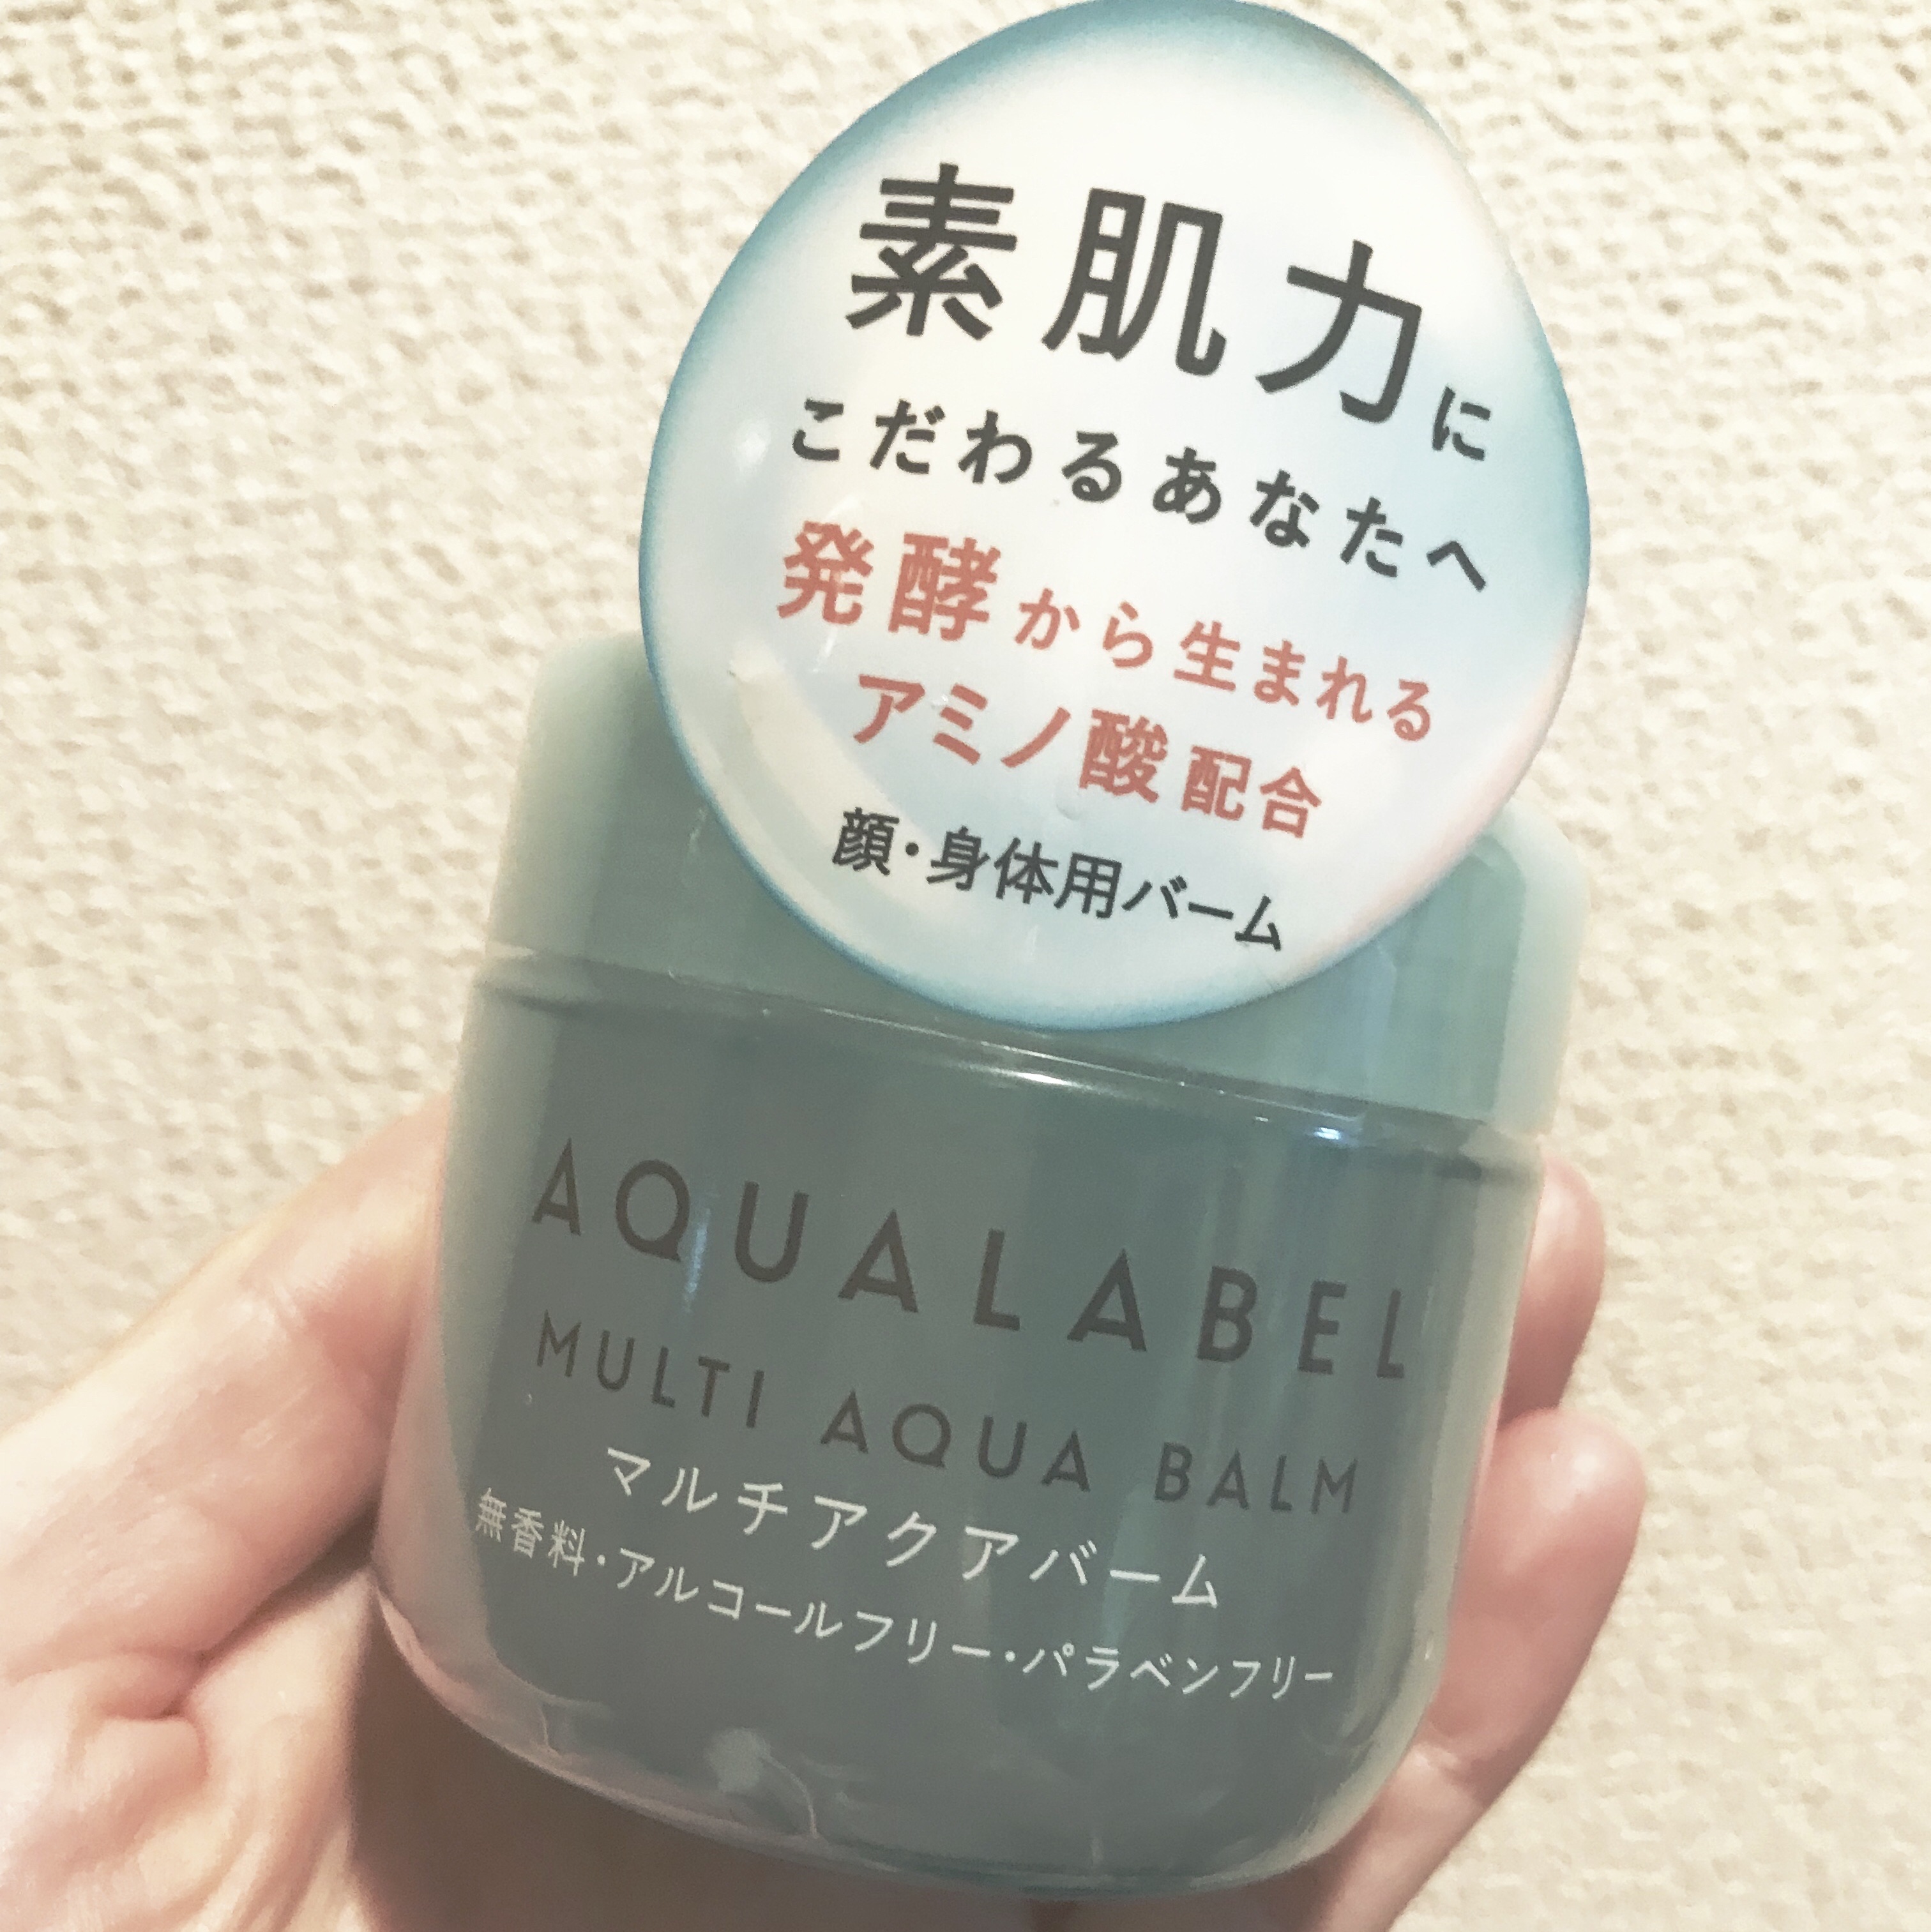 素肌力に
こだわるあなたへ
発酵から生まれる
アミノ酸配合
顔・身体用バーム
AQUALABEL
MULTI AQUA BALM
マルチアクアバーム
無香料・アルコールフリー・パラベンフリー